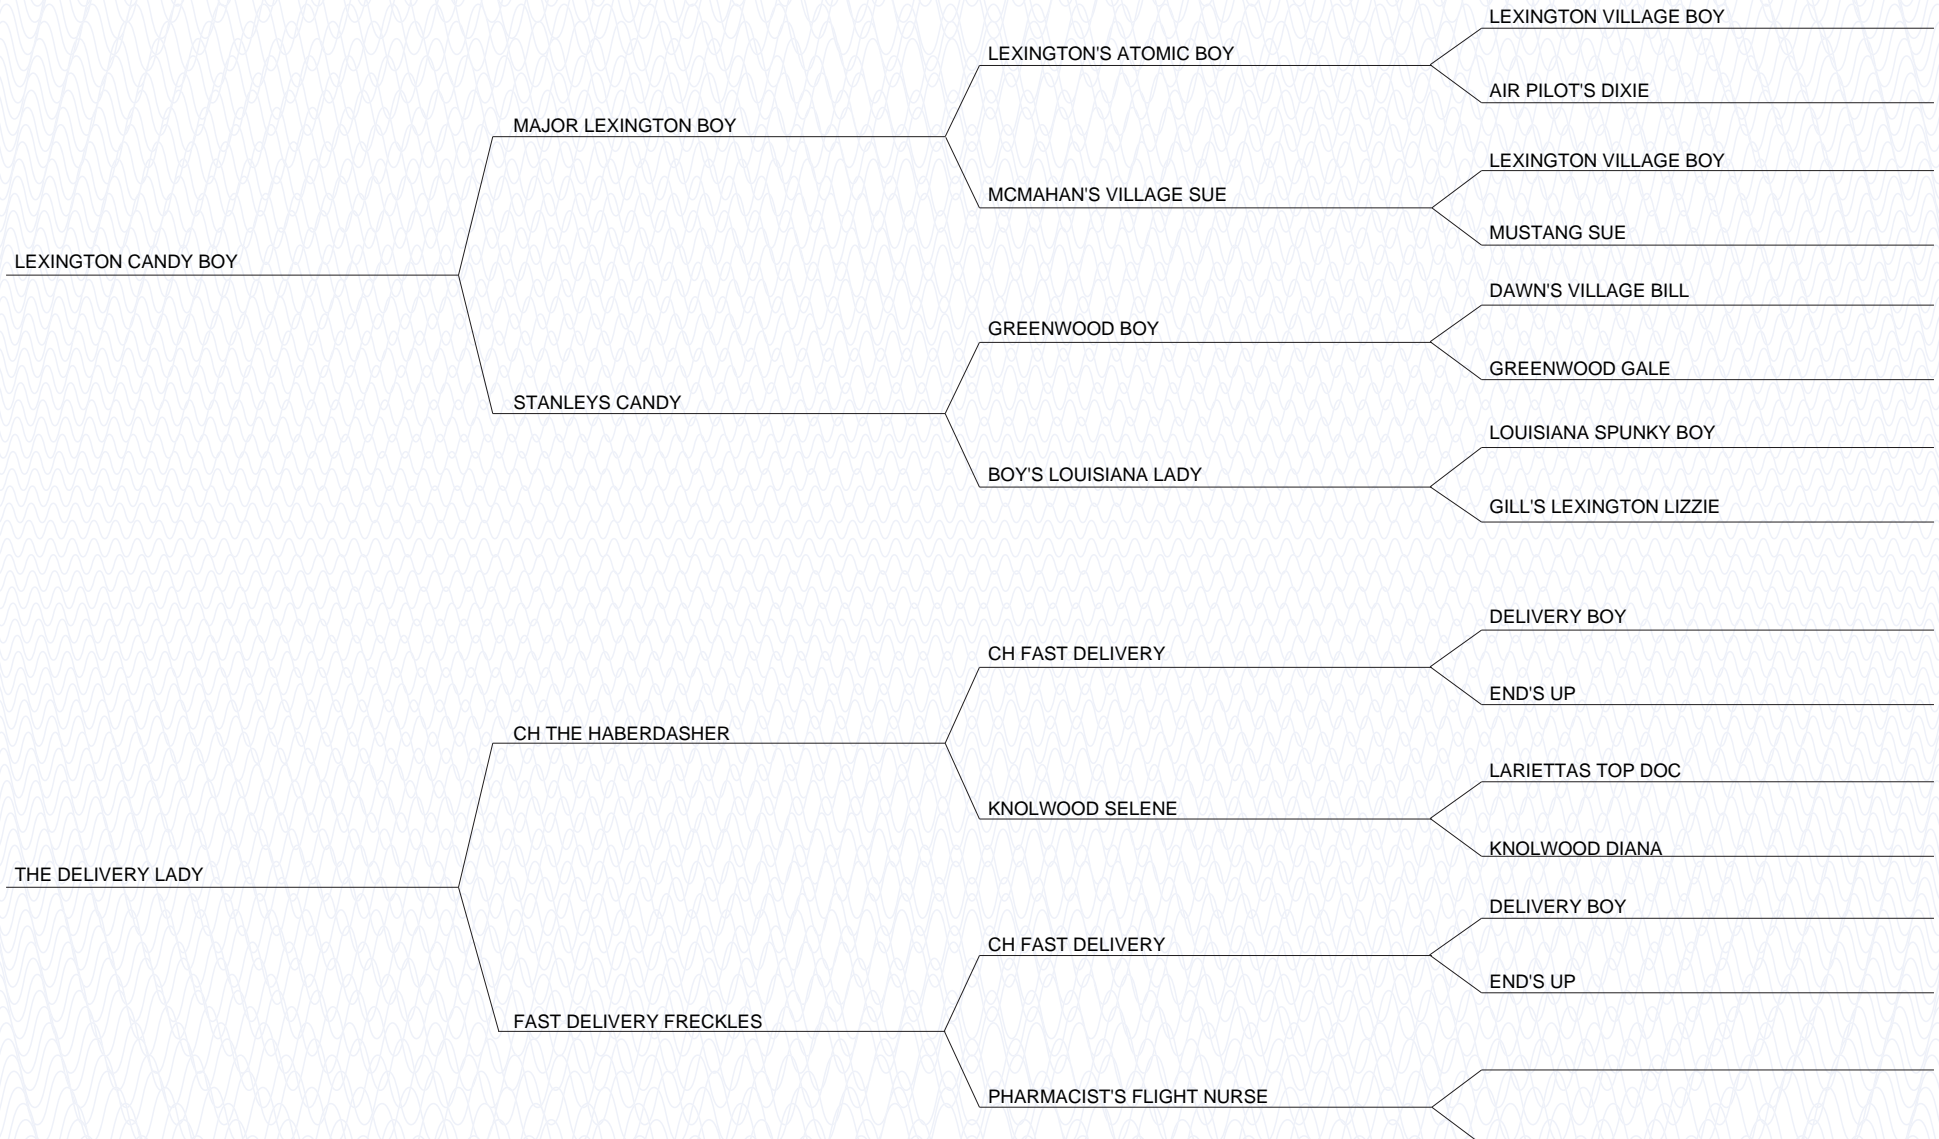 LEXINGTON VILLAGE BOY
LEXINGTON'S ATOMIC BOY
AIR PILOT'S DIXIE
MAJOR LEXINGTON BOY
LEXINGTON VILLAGE BOY
MCMAHAN'S VILLAGE SUE
MUSTANG SUE
LEXINGTON CANDY BOY
DAWN'S VILLAGE BILL
GREENWOOD BOY
GREENWOOD GALE
STANLEYS CANDY
LOUISIANA SPUNKY BOY
BOY'S LOUISIANA LADY
GILL'S LEXINGTON LIZZIE
DELIVERY BOY
CH FAST DELIVERY
END'S UP
CH THE HABERDASHER
LARIETTAS TOP DOC
KNOLWOOD SELENE
KNOLWOOD DIANA
THE DELIVERY LADY
DELIVERY BOY
CH FAST DELIVERY
END'S UP
FAST DELIVERY FRECKLES
PHARMACIST'S FLIGHT NURSE